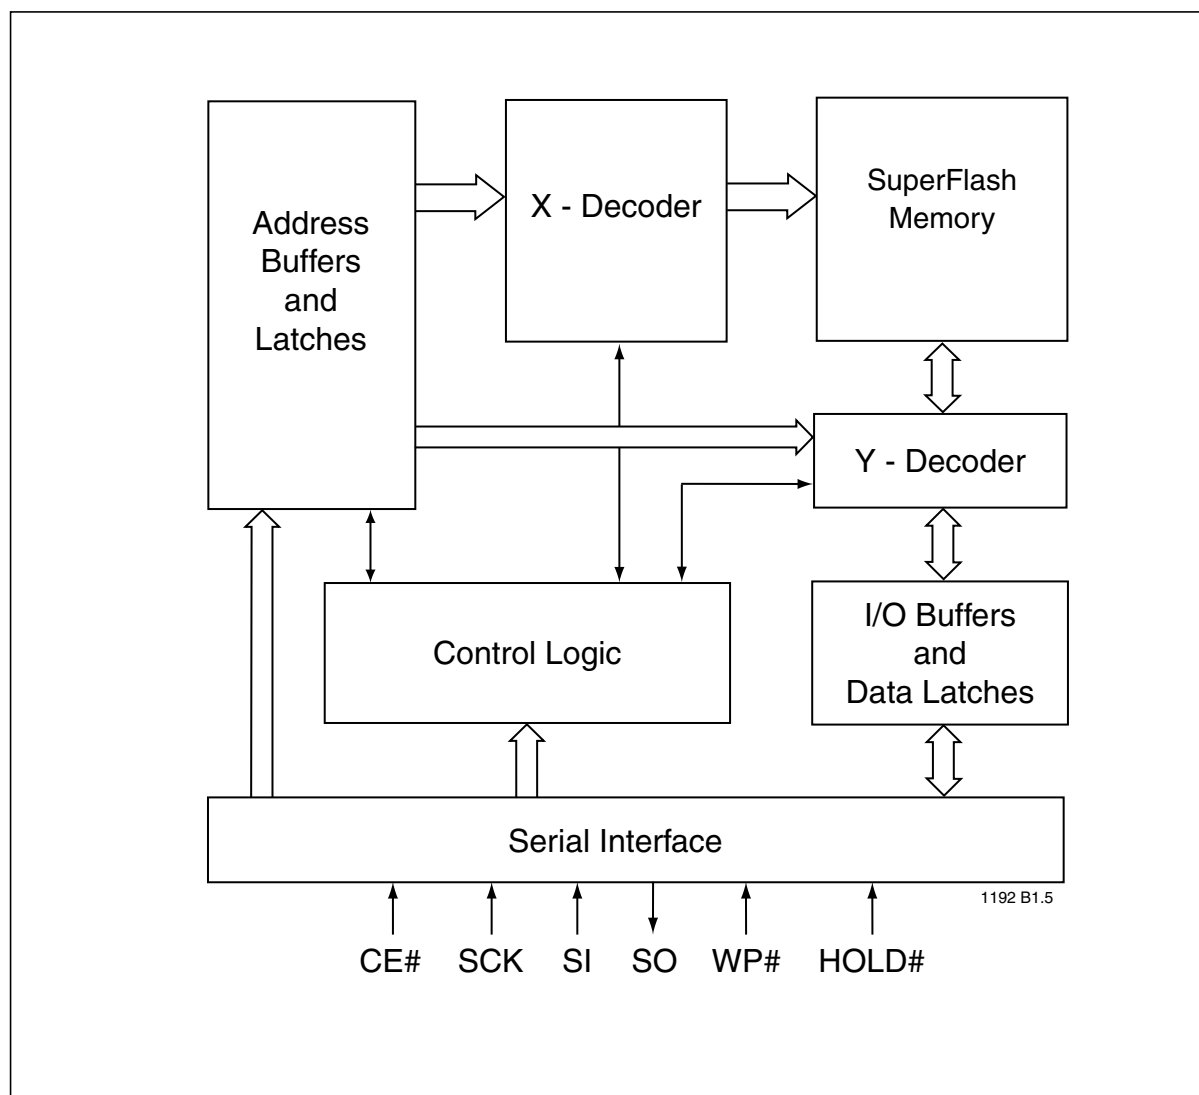 Address
Buffers
and
Latches
X - Decoder
SuperFlash
Memory
Y - Decoder
Control Logic
I/O Buffers
and
Data Latches
Serial Interface
1192 B1.5
CE# SCK SI SO WP# HOLD#